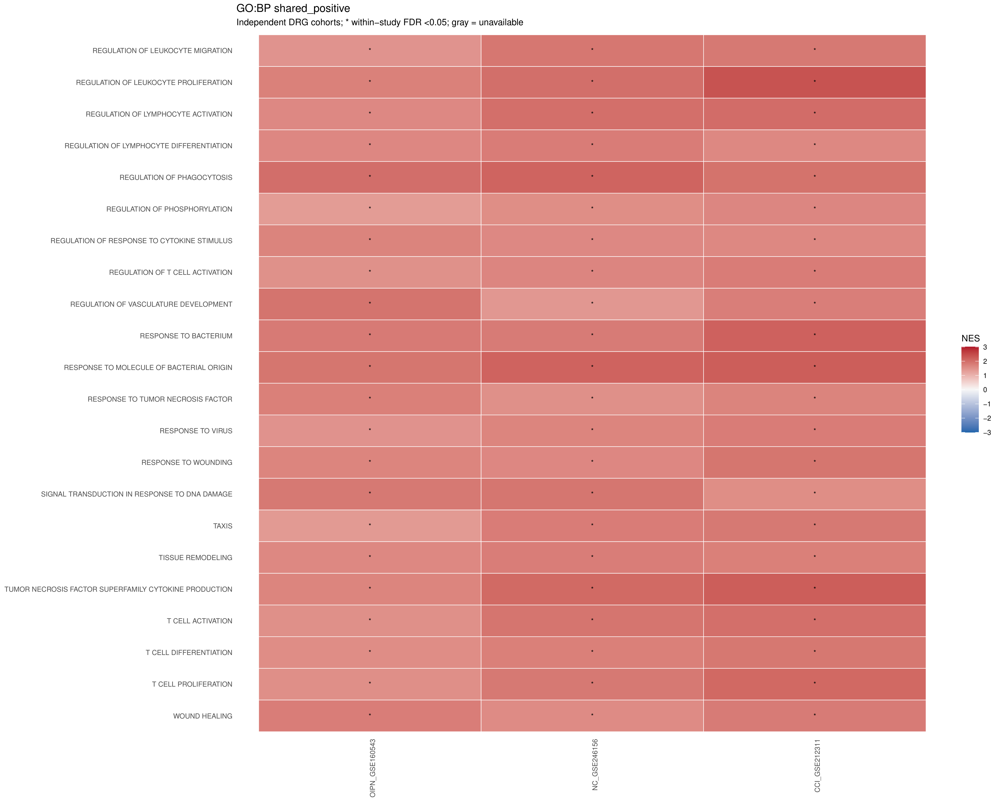 GO:BP shared_positive
Independent DRG cohorts; * within−study FDR <0.05; gray = unavailable
REGULATION OF LEUKOCYTE MIGRATION * * *
REGULATION OF LEUKOCYTE PROLIFERATION * * *
REGULATION OF LYMPHOCYTE ACTIVATION * * *
REGULATION OF LYMPHOCYTE DIFFERENTIATION * * *
REGULATION OF PHAGOCYTOSIS * * *
REGULATION OF PHOSPHORYLATION * * *
REGULATION OF RESPONSE TO CYTOKINE STIMULUS * * *
REGULATION OF T CELL ACTIVATION * * *
REGULATION OF VASCULATURE DEVELOPMENT * * *
RESPONSE TO BACTERIUM * * *
RESPONSE TO MOLECULE OF BACTERIAL ORIGIN * * *
RESPONSE TO TUMOR NECROSIS FACTOR * * *
RESPONSE TO VIRUS * * *
RESPONSE TO WOUNDING * * *
SIGNAL TRANSDUCTION IN RESPONSE TO DNA DAMAGE * * *
TAXIS * * *
TISSUE REMODELING * * *
TUMOR NECROSIS FACTOR SUPERFAMILY CYTOKINE PRODUCTION * * *
T CELL ACTIVATION * * *
T CELL DIFFERENTIATION * * *
T CELL PROLIFERATION * * *
WOUND HEALING * * *
OIPN_GSE160543
NC_GSE246156
CCI_GSE212311
NES
3
2
1
0
−1
−2
−3